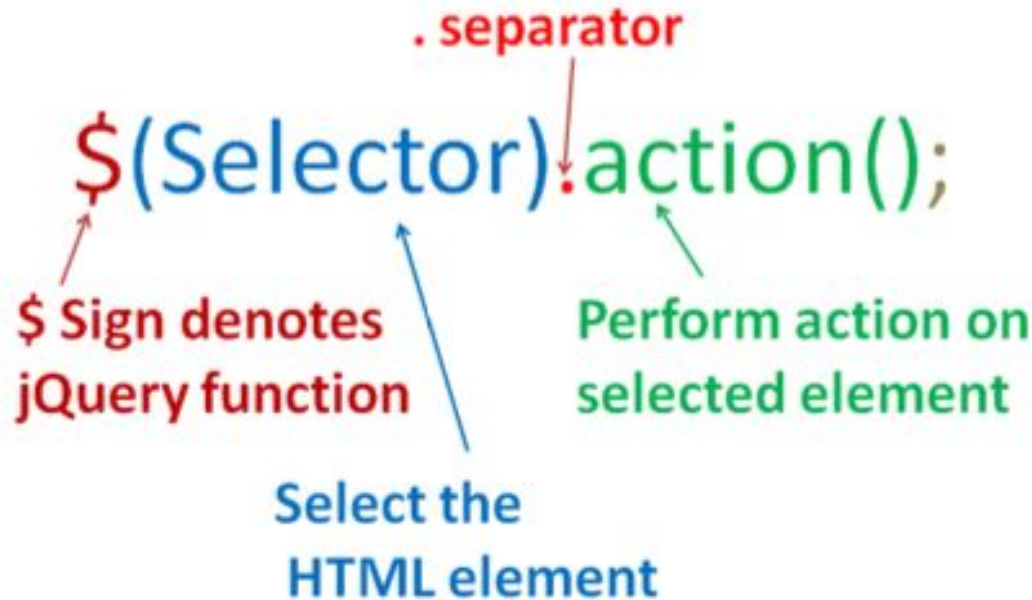 . separator
$(Selector).action();
$ Sign denotes
jQuery function
Perform action on
selected element
Select the
HTML element